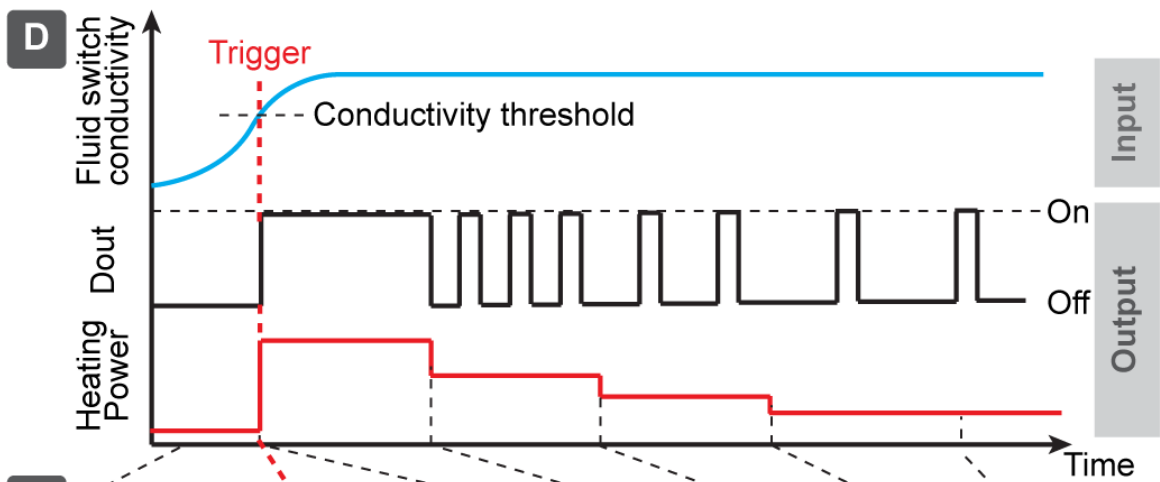 D
Fluid switch
conductivity
Trigger
Conductivity threshold
Input
Dout
On
Off
Output
Heating
Power
Time